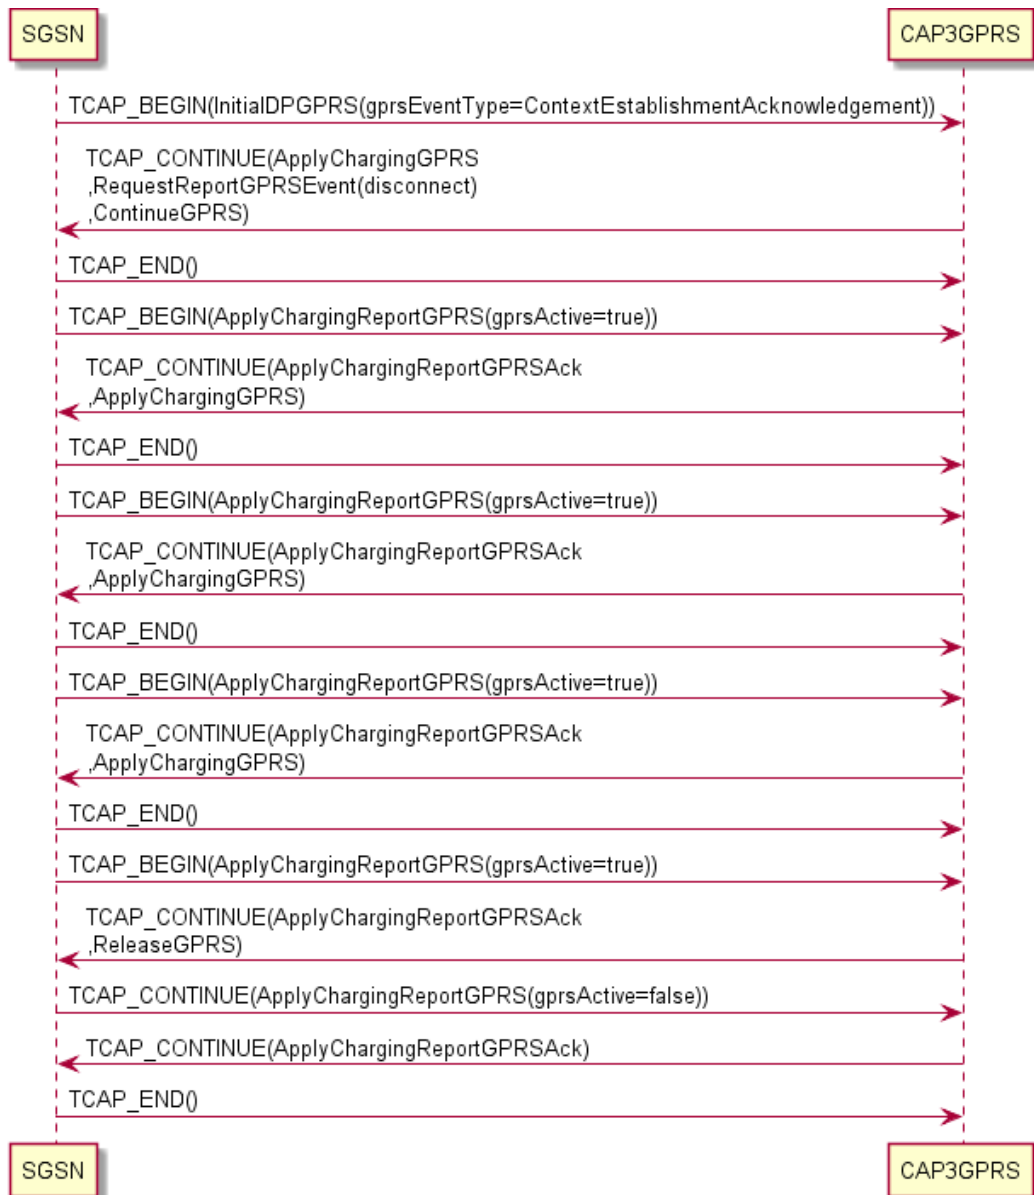 SGSN
CAP3GPRS
TCAP_BEGIN(InitialDPGPRS(gprsEventType=ContextEstablishmentAcknowledgement))
TCAP_CONTINUE(ApplyChargingGPRS
,RequestReportGPRSEvent(disconnect)
,ContinueGPRS)
TCAP_END()
TCAP_BEGIN(ApplyChargingReportGPRS(gprsActive=true))
TCAP_CONTINUE(ApplyChargingReportGPRSAck
,ApplyChargingGPRS)
TCAP_END()
TCAP_BEGIN(ApplyChargingReportGPRS(gprsActive=true))
TCAP_CONTINUE(ApplyChargingReportGPRSAck
,ApplyChargingGPRS)
TCAP_END()
TCAP_BEGIN(ApplyChargingReportGPRS(gprsActive=true))
TCAP_CONTINUE(ApplyChargingReportGPRSAck
,ApplyChargingGPRS)
TCAP_END()
TCAP_BEGIN(ApplyChargingReportGPRS(gprsActive=true))
TCAP_CONTINUE(ApplyChargingReportGPRSAck
,ReleaseGPRS)
TCAP_CONTINUE(ApplyChargingReportGPRS(gprsActive=false))
TCAP_CONTINUE(ApplyChargingReportGPRSAck)
TCAP_END()
SGSN
CAP3GPRS